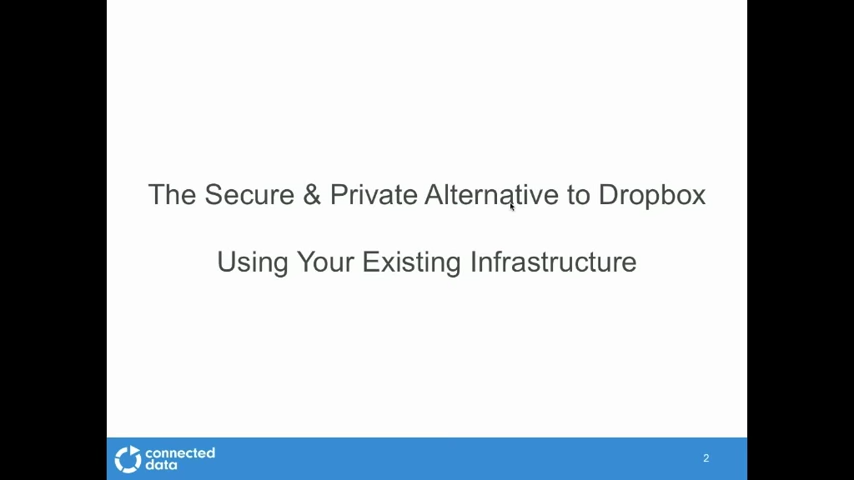 The Secure & Private Alternative to Dropbox
Using Your Existing Infrastructure
connected
data
2